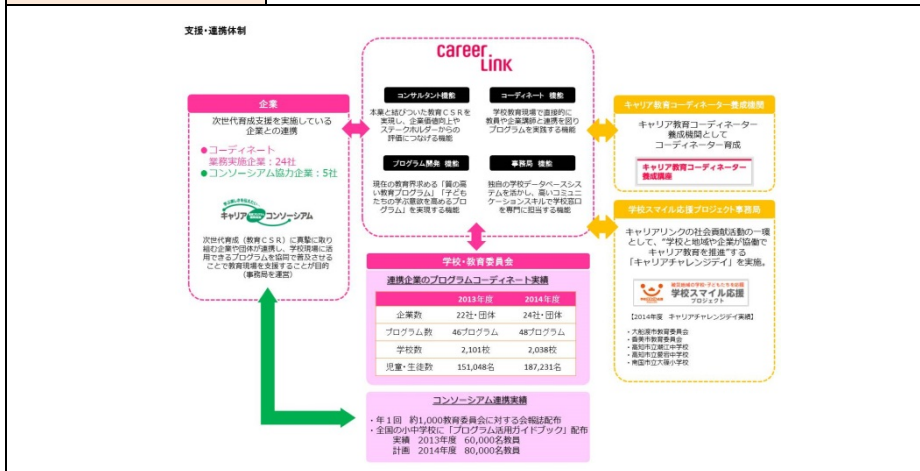 支援・連携体制
career Link
コンサルタント機能
本業と結びついた教育CSRを
実現し、企業価値向上や
ステークホルダーからの
評価につなげる機能
コーディネート 機能
学校教育現場で直接的に
教員や企業講師と連携を図り
プログラムを実践する機能
プログラム開発 機能
現在の教育界求める「質の高
い教育プログラム」「子ども
たちの学ぶ意欲を高めるプロ
グラム」を実現する機能
事務局 機能
独自の学校データベースシス
テムを活かし、高いコミュニ
ケーションスキルで学校窓口
を専門に担当する機能
企業
次世代育成支援を実施している
企業との連携
●コーディネート
業務実施企業：24社
●コンソーシアム協力企業：5社
キャリア コンソーシアム
次世代育成（教育CSR）に真摯に取り
組む企業や団体が連携し、学校現場に活
用できるプログラムを協同で普及させる
ことで教育現場を支援することが目的
（事務局を運営）
学校・教育委員会
連携企業のプログラムコーディネート実績
2013年度 2014年度
企業数 22社・団体 24社・団体
プログラム数 46プログラム 48プログラム
学校数 2,101校 2,038校
児童・生徒数 151,048名 187,231名
コンソーシアム連携実績
・年1回 約1,000教育委員会に対する会報誌配布
・全国の小中学校に「プログラム活用ガイドブック」配布
実績 2013年度 60,000名教員
計画 2014年度 80,000名教員
キャリア教育コーディネーター養成機関
キャリア教育コーディネーター
養成機関として
コーディネーター育成
キャリア教育コーディネーター
養成講座
学校スマイル応援プロジェクト事務局
キャリアリンクの社会貢献活動の一環
として、“学校と地域や企業が協働で
キャリア教育を推進”する
「キャリアチャレンジデイ」を実施。
学校スマイル応援
プロジェクト
【2014年度 キャリアチャレンジデイ実績】
・大船渡市教育委員会
・香美市教育委員会
・高知市立潮江中学校
・高知市立愛宕中学校
・南国市立大篠小学校